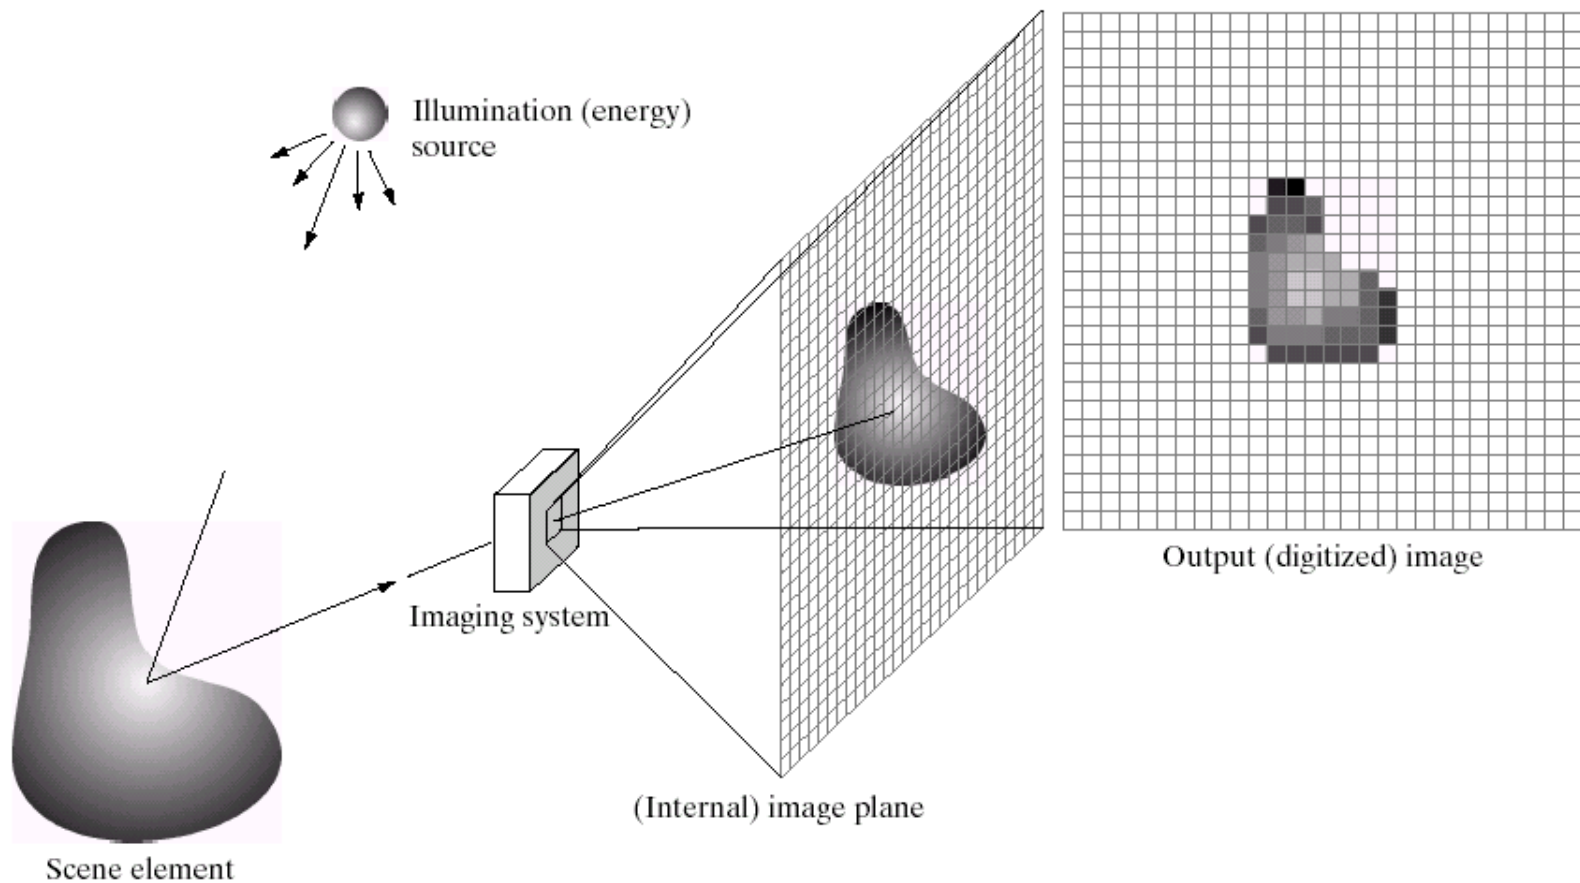 Illumination (energy)
source
Output (digitized) image
Imaging system
(Internal) image plane
Scene element